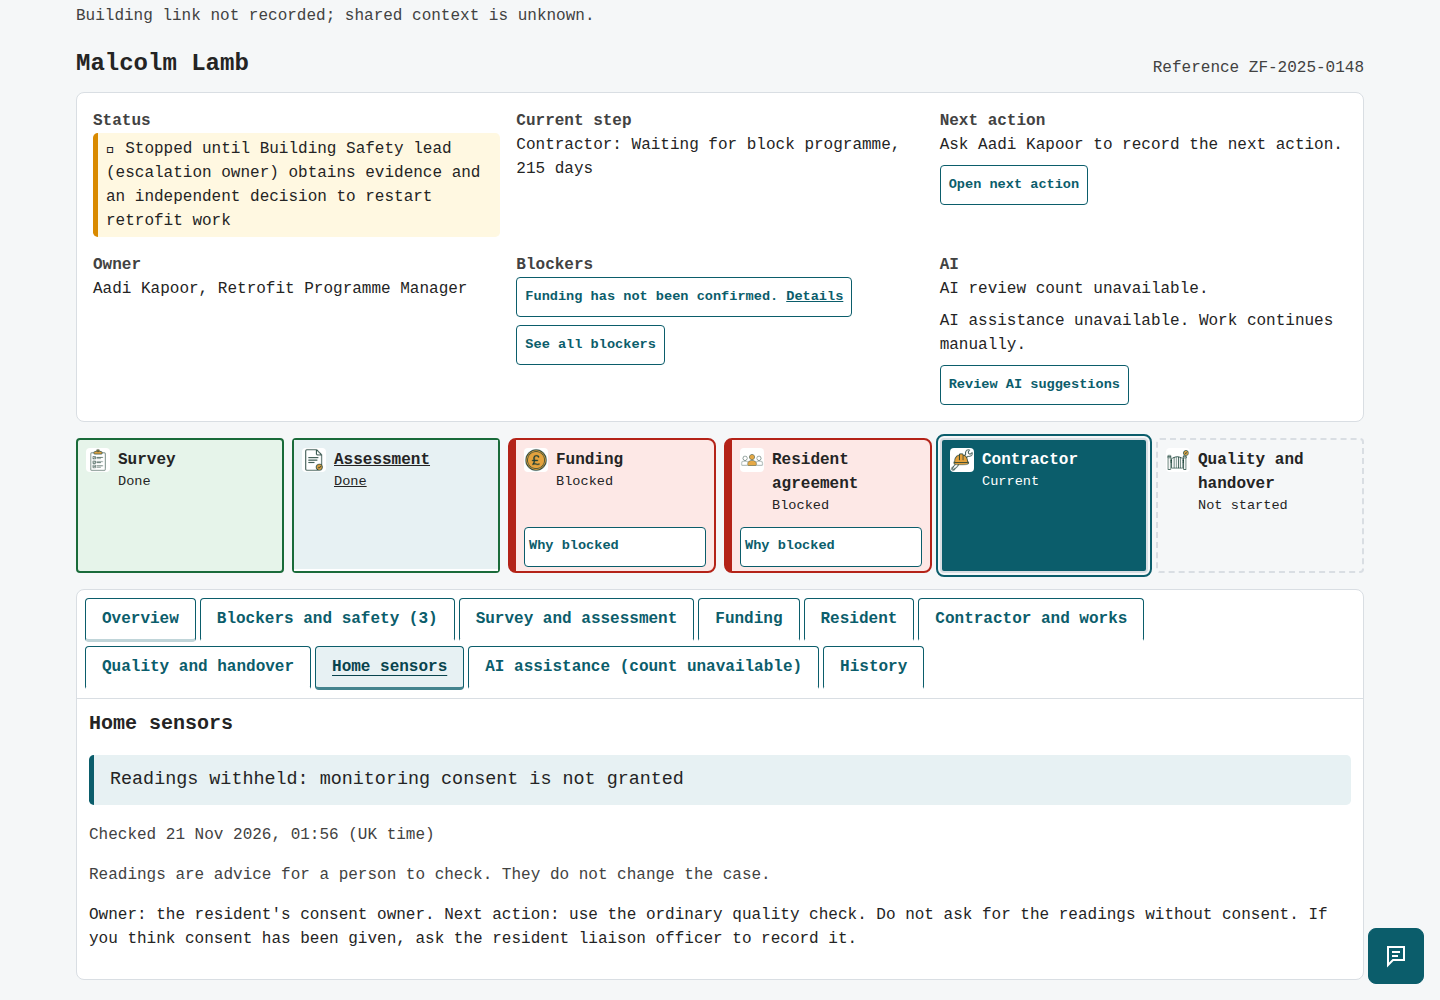 Building link not recorded; shared context is unknown.
Malcolm Lamb
Reference ZF-2025-0148
Status
Stopped until Building Safety lead
(escalation owner) obtains evidence and
an independent decision to restart
retrofit work
Current step
Contractor: Waiting for block programme,
215 days
Next action
Ask Aadi Kapoor to record the next action.
Open next action
Owner
Aadi Kapoor, Retrofit Programme Manager
Blockers
Funding has not been confirmed. Details
See all blockers
AI
AI review count unavailable.
AI assistance unavailable. Work continues
manually.
Review AI suggestions
Survey
Done
Assessment
Done
Funding
Blocked
Why blocked
Resident
agreement
Blocked
Why blocked
Contractor
Current
Quality and
handover
Not started
Overview
Blockers and safety (3)
Survey and assessment
Funding
Resident
Contractor and works
Quality and handover
Home sensors
AI assistance (count unavailable)
History
Home sensors
Readings withheld: monitoring consent is not granted
Checked 21 Nov 2026, 01:56 (UK time)
Readings are advice for a person to check. They do not change the case.
Owner: the resident's consent owner. Next action: use the ordinary quality check. Do not ask for the readings without consent. If
you think consent has been given, ask the resident liaison officer to record it.